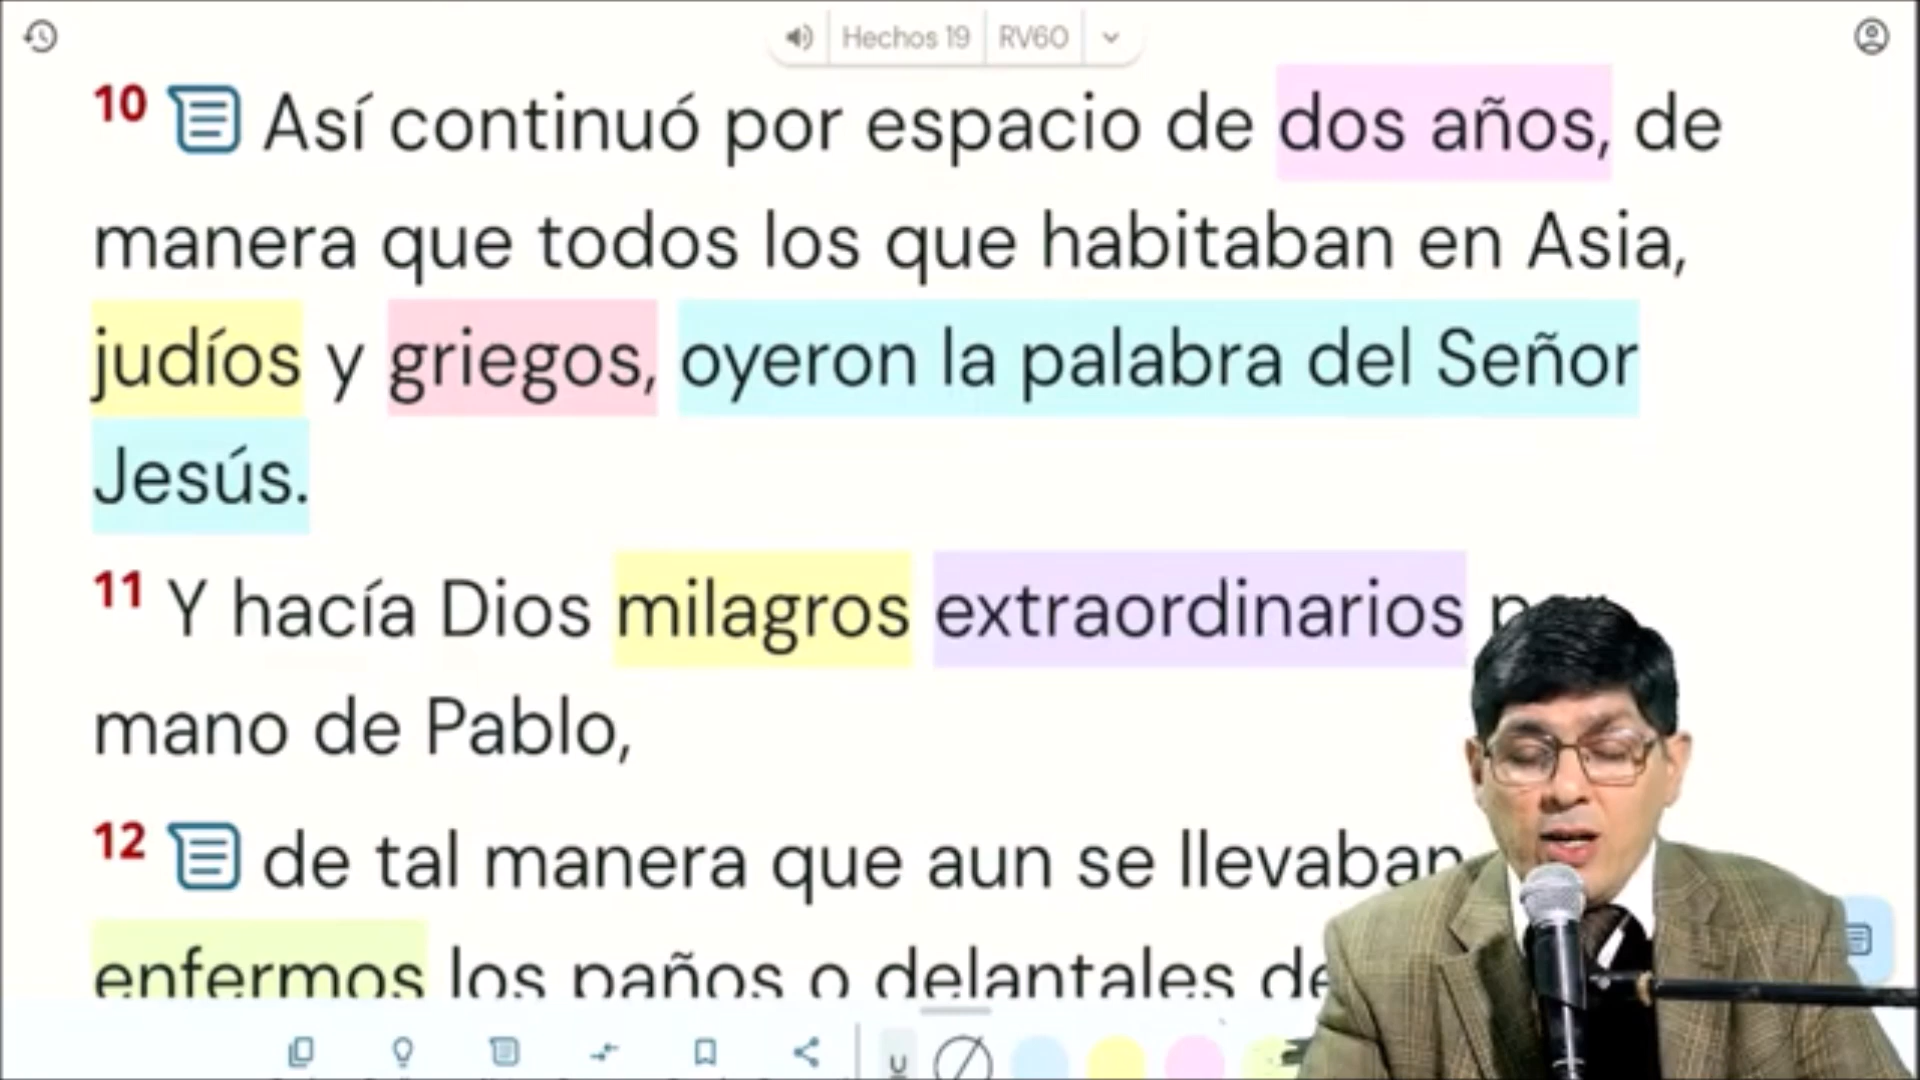 Hechos 19 RV60
10 Así continuó por espacio de dos años, de
manera que todos los que habitaban en Asia,
judíos y griegos, oyeron la palabra del Señor
Jesús.
11 Y hacía Dios milagros extraordinarios por
mano de Pablo,
12 de tal manera que aun se llevaban
enfermos los paños o delantales de
U